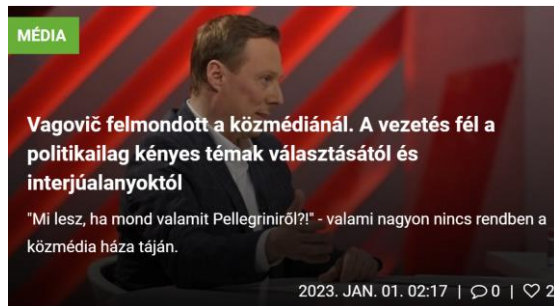 MÉDIA
Vagovič felmondott a közmédiánál. A vezetés fél a
politikailag kényes témak választásától és
interjúalanyoktól
"Mi lesz, ha mond valamit Pellegriniről?!" - valami nagyon nincs rendben a
közmédia háza táján.
2023. JAN. 01. 02:17 | 0 | 2